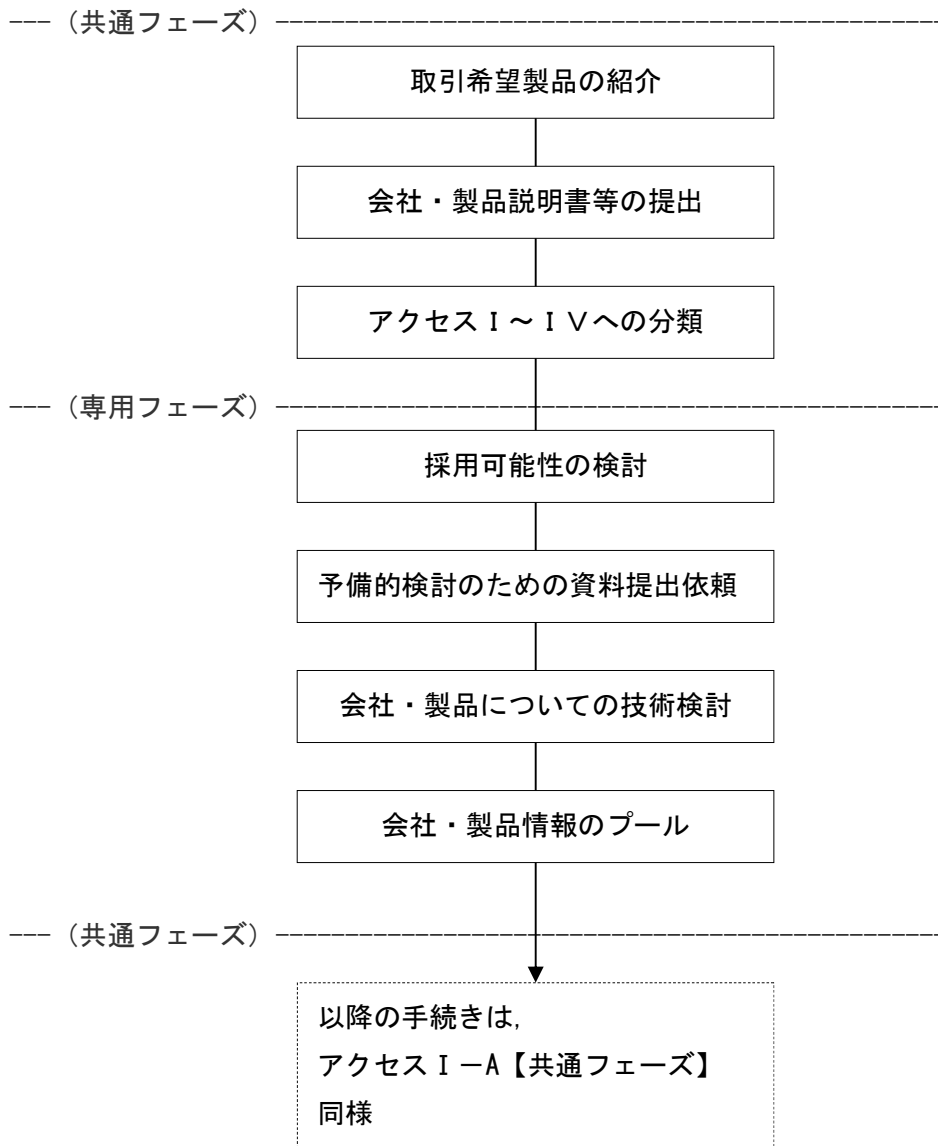 （共通フェーズ）
取引希望製品の紹介
会社・製品説明書等の提出
アクセスⅠ～ⅠⅤへの分類
（専用フェーズ）
採用可能性の検討
予備的検討のための資料提出依頼
会社・製品についての技術検討
会社・製品情報のプール
（共通フェーズ）
以降の手続きは，
アクセスⅠ－A【共通フェーズ】
同様